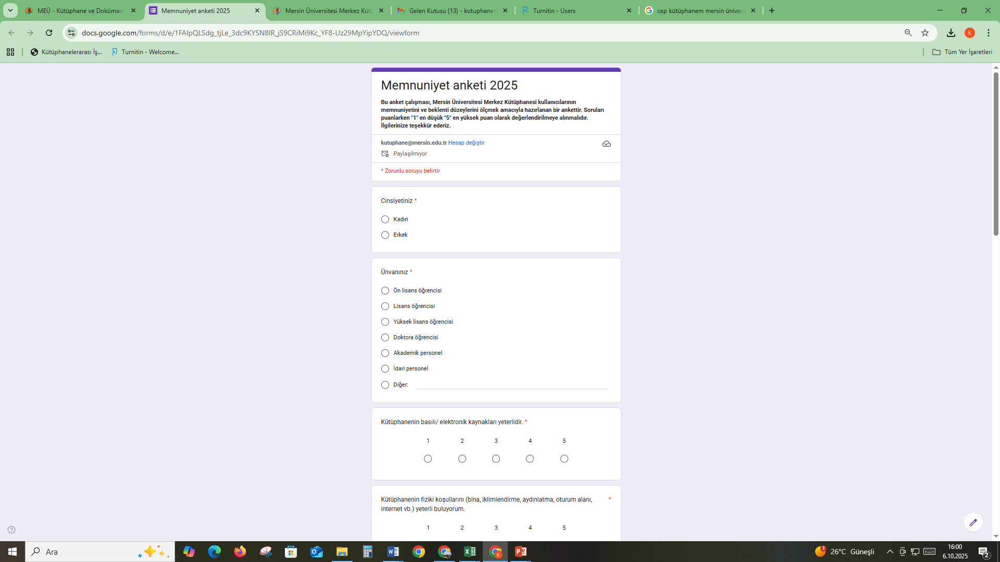 MEÜ - Kütüphane ve Doküman
Memnuniyet anketi 2025
Mersin Üniversitesi Merkez Kütü
Gelen Kutusu (13) - kutuphane@
Turnitin - Users
cep kütüphanem mersin üniver
docs.google.com/forms/d/e/1FAIpQLSdg_tjLe_3dc9KYSN8IR_jS9CRiMi9Kc_YF8-Uz29MpYipYDQ/viewform
K
Kütüphanelerarası İş...
Turnitin - Welcome...
Tüm Yer İşaretleri
Memnuniyet anketi 2025
Bu anket çalışması, Mersin Üniversitesi Merkez Kütüphanesi kullanıcılarının
memnuniyetini ve beklenti düzeylerini ölçmek amacıyla hazırlanan bir ankettir. Soruları
puanlarken "1" en düşük "5" en yüksek puan olarak değerlendirilmeye alınmalıdır.
İlgilerinize teşekkür ederiz.
kutuphane@mersin.edu.tr Hesap değiştir
Paylaşılmıyor
* Zorunlu soruyu belirtir
Cinsiyetiniz *
Kadın
Erkek
Ünvanınız *
Ön lisans öğrencisi
Lisans öğrencisi
Yüksek lisans öğrencisi
Doktora öğrencisi
Akademik personel
İdari personel
Diğer:
Kütüphanenin basılı/ elektronik kaynakları yeterlidir. *
1 2 3 4 5
Kütüphanenin fiziki koşullarını (bina, iklimlendirme, aydınlatma, oturum alanı, *
internet vb.) yeterli buluyorum.
1 2 3 4 5
Ara
3
26°C Güneşli
16:00
6.10.2025
2